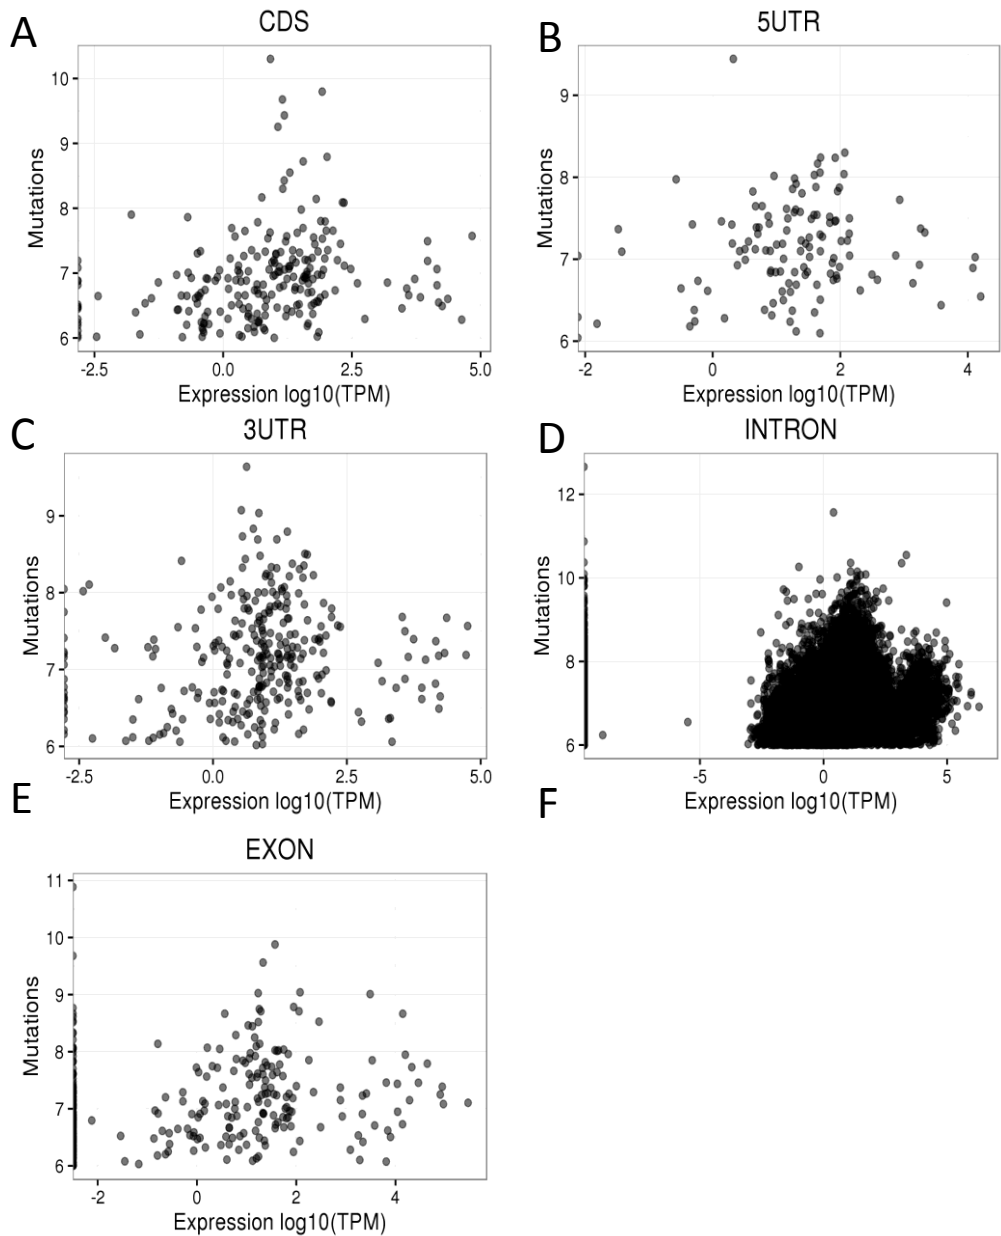 A
CDS
Mutations
10
9
8
7
6
-2.5
0.0
2.5
5.0
Expression log10(TPM)
B
5UTR
Mutations
9
8
7
6
-2
0
2
4
Expression log10(TPM)
C
3UTR
Mutations
9
8
7
6
-2.5
0.0
2.5
5.0
Expression log10(TPM)
D
INTRON
Mutations
12
10
8
6
-5
0
5
Expression log10(TPM)
E
EXON
Mutations
11
10
9
8
7
6
-2
0
2
4
Expression log10(TPM)
F